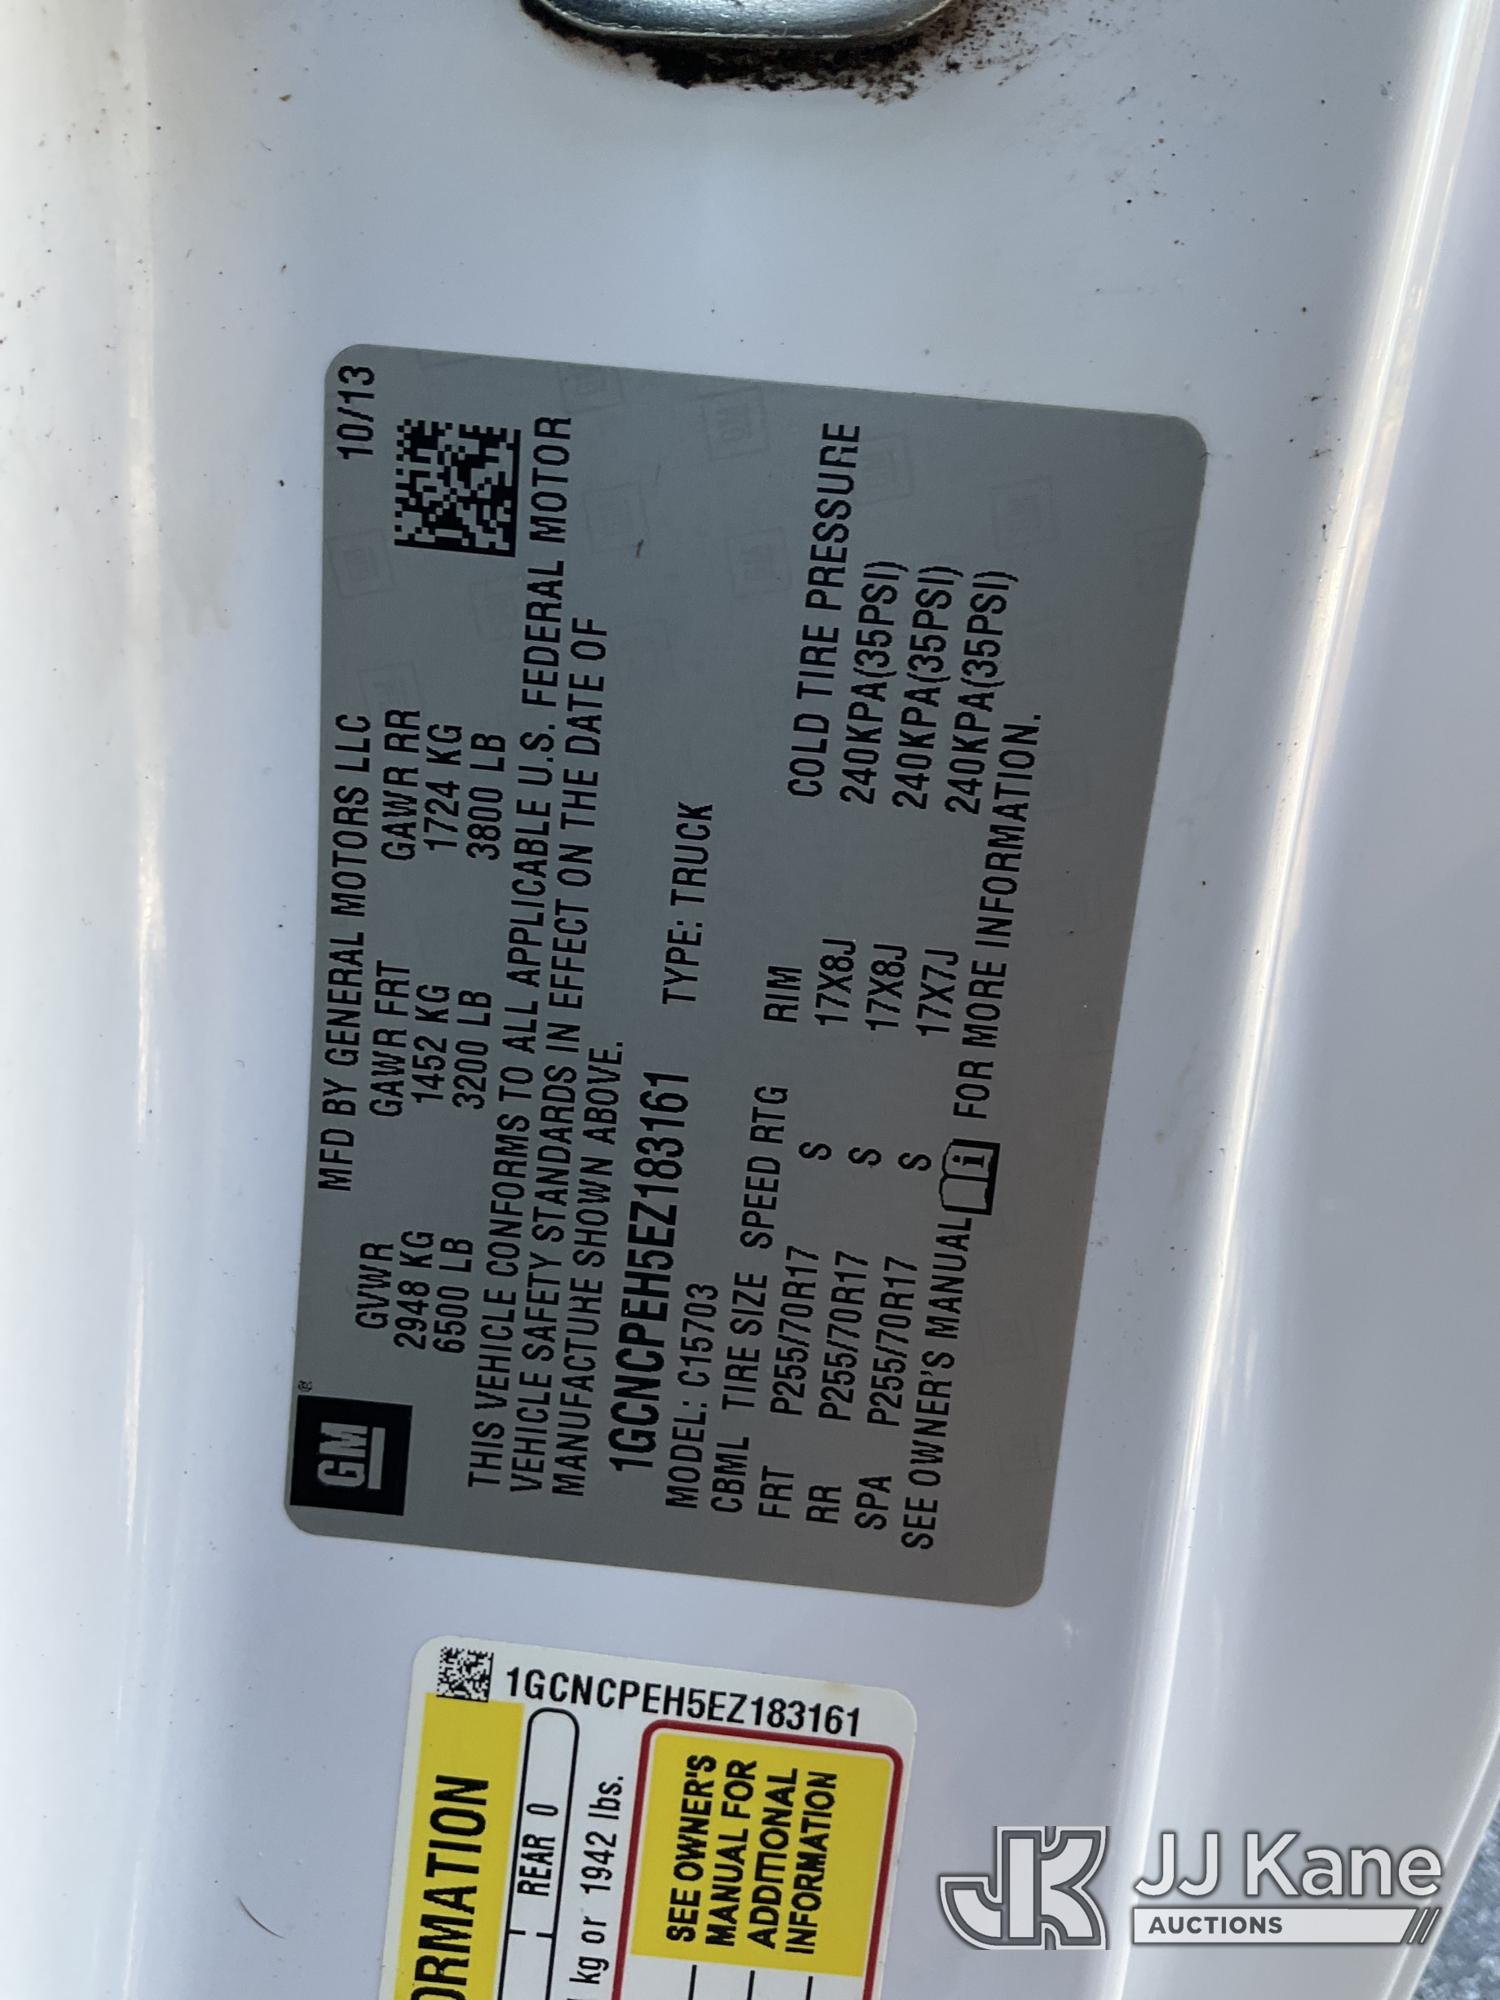 GM®
MFD BY GENERAL MOTORS LLC 10/13
GVWR GAWR FRT GAWR RR
2948 KG 1452 KG 1724 KG
6500 LB 3200 LB 3800 LB
THIS VEHICLE CONFORMS TO ALL APPLICABLE U.S. FEDERAL MOTOR
VEHICLE SAFETY STANDARDS IN EFFECT ON THE DATE OF
MANUFACTURE SHOWN ABOVE.
1GCNCPEH5EZ183161 TYPE: TRUCK
MODEL: C15703
CBML TIRE SIZE SPEED RTG RIM COLD TIRE PRESSURE
FRT P255/70R17 S 17X8J 240KPA(35PSI)
RR P255/70R17 S 17X8J 240KPA(35PSI)
SPA P255/70R17 S 17X7J 240KPA(35PSI)
SEE OWNER'S MANUAL i FOR MORE INFORMATION.
1GCNCPEH5EZ183161
ORMATION
REAR 0
kg or 1942 lbs.
SEE OWNER'S
MANUAL FOR
ADDITIONAL
INFORMATION
JK JJ Kane
AUCTIONS